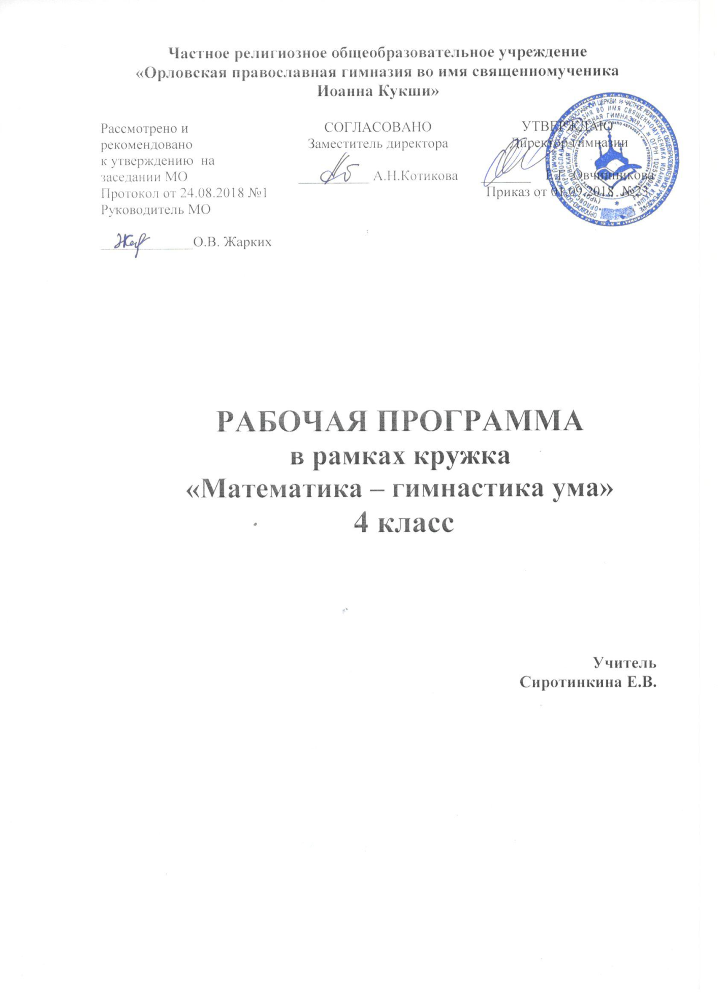 Частное религиозное общеобразовательное учреждение
«Орловская православная гимназия во имя священномученика
Иоанна Кукши»
Рассмотрено и
рекомендовано
к утверждению на
заседании МО
Протокол от 24.08.2018 №1
Руководитель МО
О.В. Жарких
СОГЛАСОВАНО
Заместитель директора
А.Н.Котикова
УТВЕРЖДАЮ
Директор гимназии
Овчинникова
Приказ от 01.09.2018 №23
РАБОЧАЯ ПРОГРАММА
в рамках кружка
«Математика – гимнастика ума»
4 класс
Учитель
Сиротинкина Е.В.